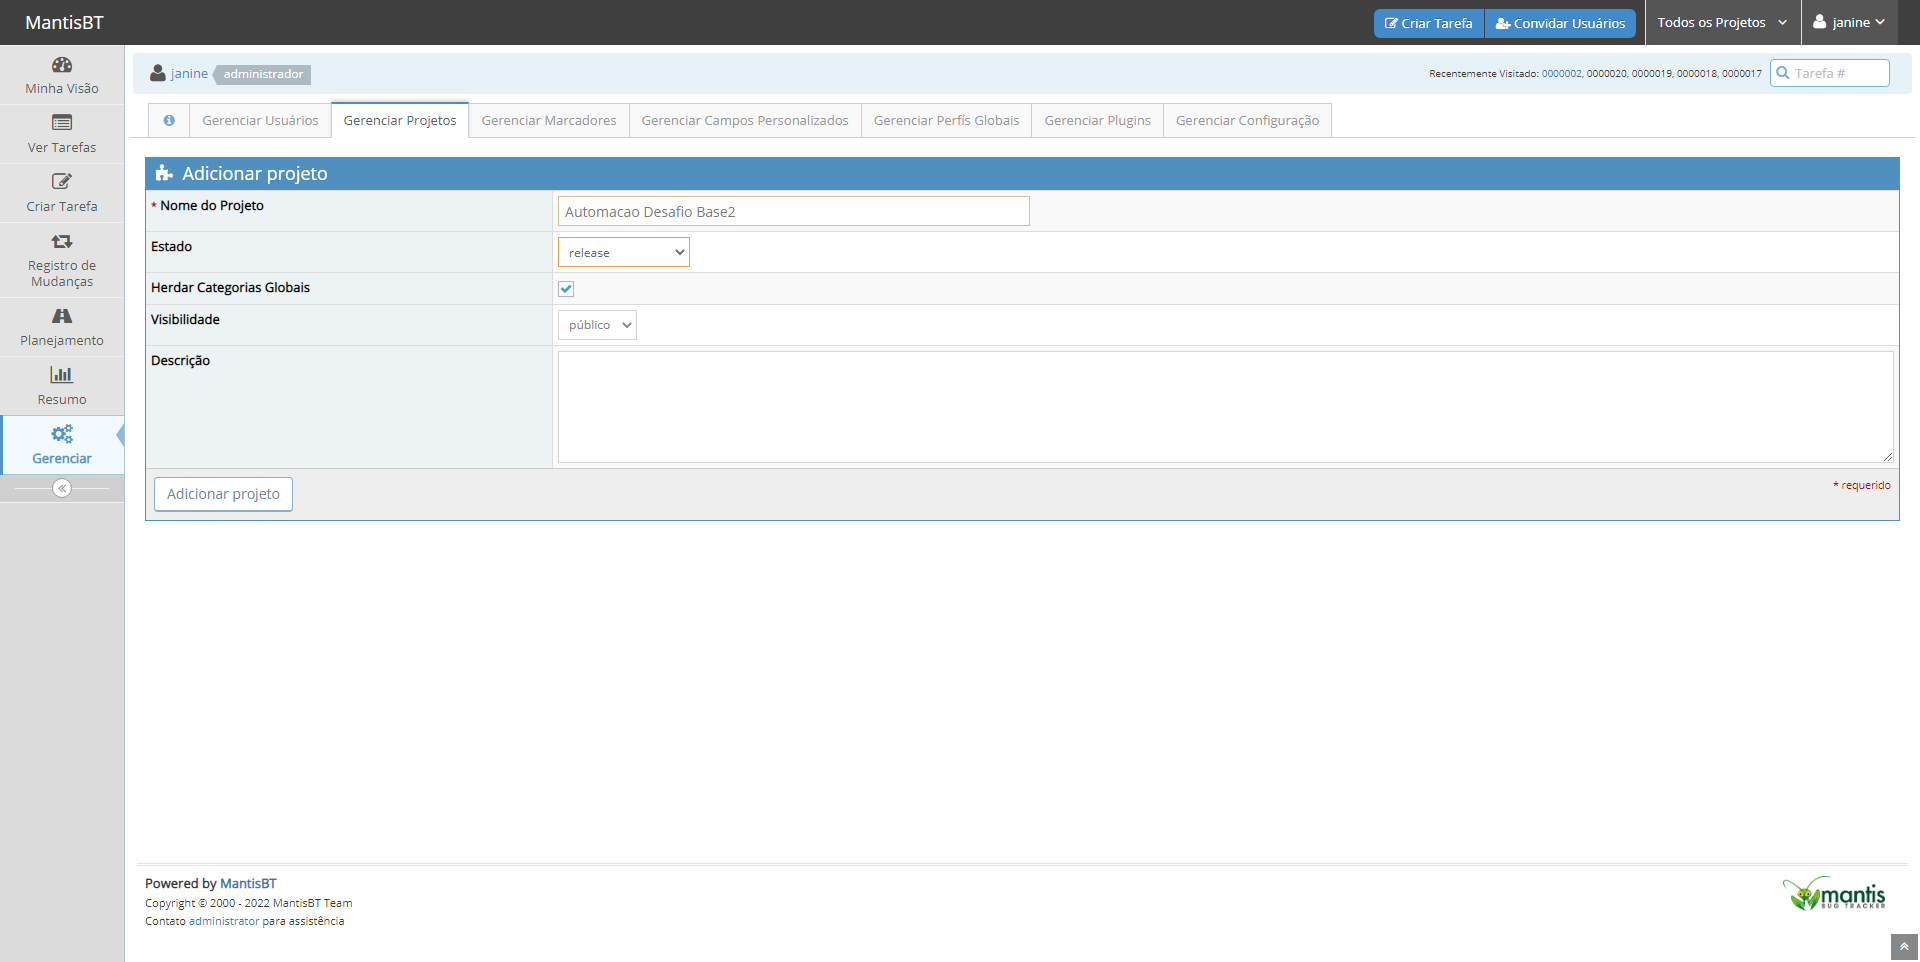 MantisBT
Criar Tarefa
Convidar Usuários
Todos os Projetos
janine
Minha Visão
Ver Tarefas
Criar Tarefa
Registro de
Mudanças
Planejamento
Resumo
Gerenciar
janine
administrador
Recentemente Visitado: 0000002, 0000020, 0000019, 0000018, 0000017
Tarefa #
Gerenciar Usuários
Gerenciar Projetos
Gerenciar Marcadores
Gerenciar Campos Personalizados
Gerenciar Perfís Globais
Gerenciar Plugins
Gerenciar Configuração
Adicionar projeto
* Nome do Projeto
Automacao Desafio Base2
Estado
release
Herdar Categorias Globais
Visibilidade
público
Descrição
Adicionar projeto
* requerido
Powered by MantisBT
Copyright © 2000 - 2022 MantisBT Team
Contato administrator para assistência
mantis
BUG TRACKER